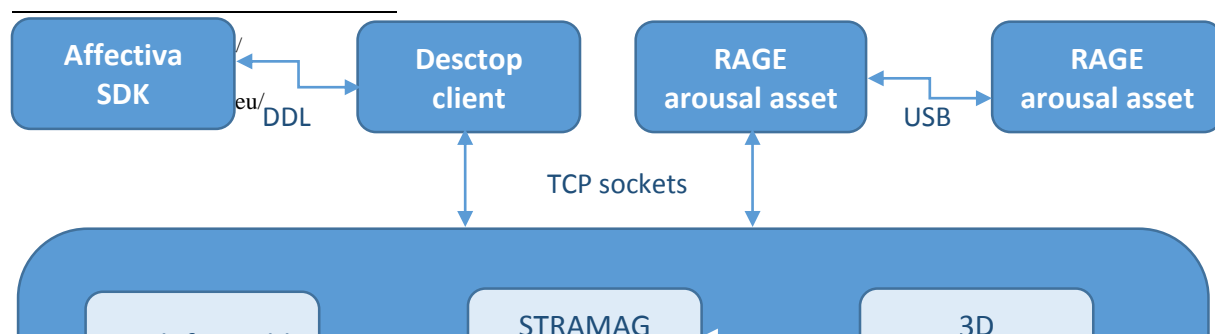 Affectiva
SDK
/
eu/
DDL
Desctop
client
RAGE
arousal asset
USB
RAGE
arousal asset
TCP sockets
STRAMAG
3D